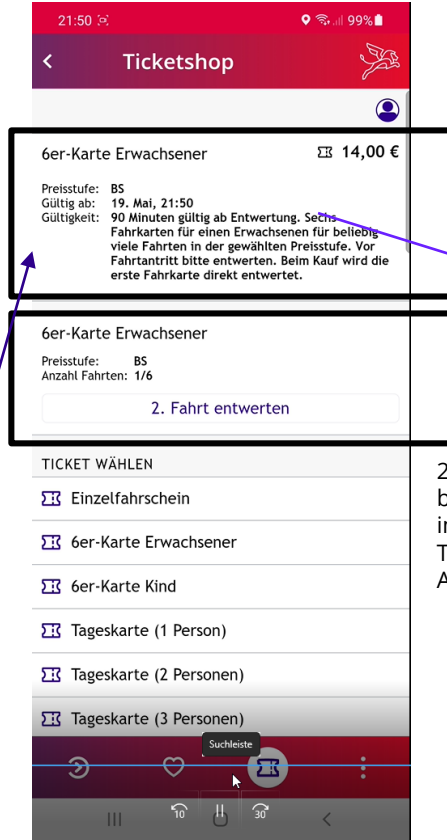 21:50 99%
Ticketshop
6er-Karte Erwachsener 14,00 €
Preisstufe: BS
Gültig ab: 19. Mai, 21:50
Gültigkeit: 90 Minuten gültig ab Entwertung. Sechs
Fahrkarten für einen Erwachsenen für beliebig
viele Fahrten in der gewählten Preisstufe. Vor
Fahrtantritt bitte entwerten. Beim Kauf wird die
erste Fahrkarte direkt entwertet.
6er-Karte Erwachsener
Preisstufe: BS
Anzahl Fahrten: 1/6
2. Fahrt entwerten
TICKET WÄHLEN
Einzelfahrschein
6er-Karte Erwachsener
6er-Karte Kind
Tageskarte (1 Person)
Tageskarte (2 Personen)
Tageskarte (3 Personen)
Suchleiste
10 30
2
b
T
A